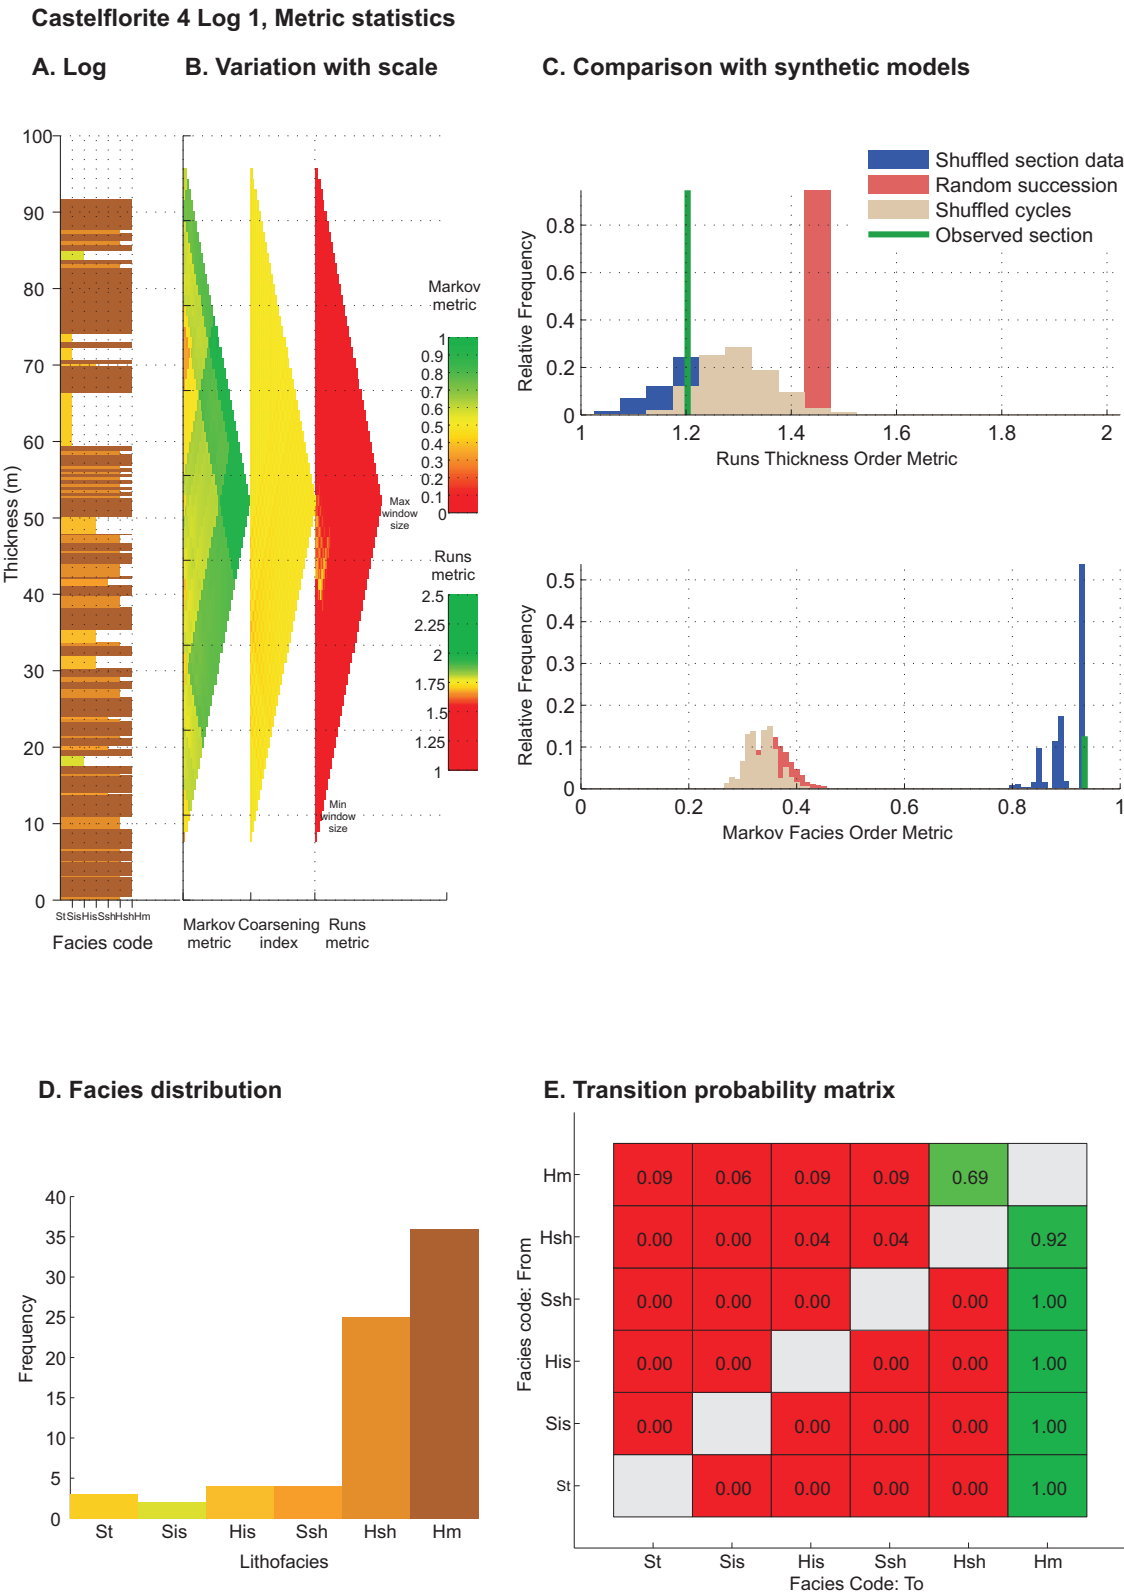 Castelflorite 4 Log 1, Metric statistics
A. Log
B. Variation with scale
C. Comparison with synthetic models
100
90
80
70
60
50
40
30
20
10
0
Thickness (m)
StSisHisSshHshHm
Facies code
Markov metric
Coarsening index
Runs metric
Max window size
Min window size
Markov
metric
1
0.9
0.8
0.7
0.6
0.5
0.4
0.3
0.2
0.1
0
Runs
metric
2.5
2.25
2
1.75
1.5
1.25
1
Shuffled section data
Random succession
Shuffled cycles
Observed section
Relative Frequency
0.8
0.6
0.4
0.2
0
1 1.2 1.4 1.6 1.8 2
Runs Thickness Order Metric
Relative Frequency
0.5
0.4
0.3
0.2
0.1
0
0 0.2 0.4 0.6 0.8 1
Markov Facies Order Metric
D. Facies distribution
Frequency
40
35
30
25
20
15
10
5
0
St Sis His Ssh Hsh Hm
Lithofacies
E. Transition probability matrix
Facies code: From
Hm 0.09 0.06 0.09 0.09 0.69
Hsh 0.00 0.00 0.04 0.04 0.92
Ssh 0.00 0.00 0.00 0.00 1.00
His 0.00 0.00 0.00 0.00 1.00
Sis 0.00 0.00 0.00 0.00 1.00
St 0.00 0.00 0.00 0.00 1.00
St Sis His Ssh Hsh Hm
Facies Code: To